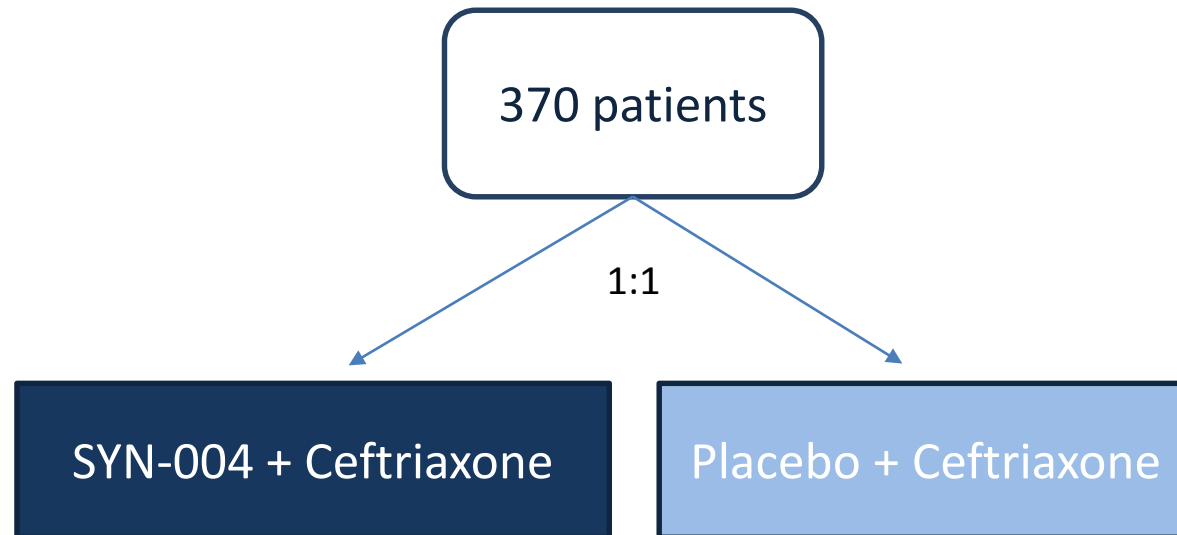 370 patients
1:1
SYN-004 + Ceftriaxone
Placebo + Ceftriaxone